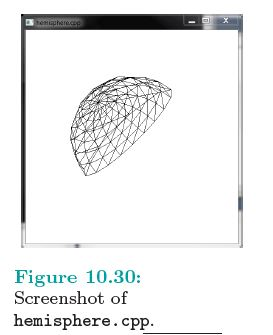 hemisphere.cpp
Figure 10.30:
Screenshot of
hemisphere.cpp.